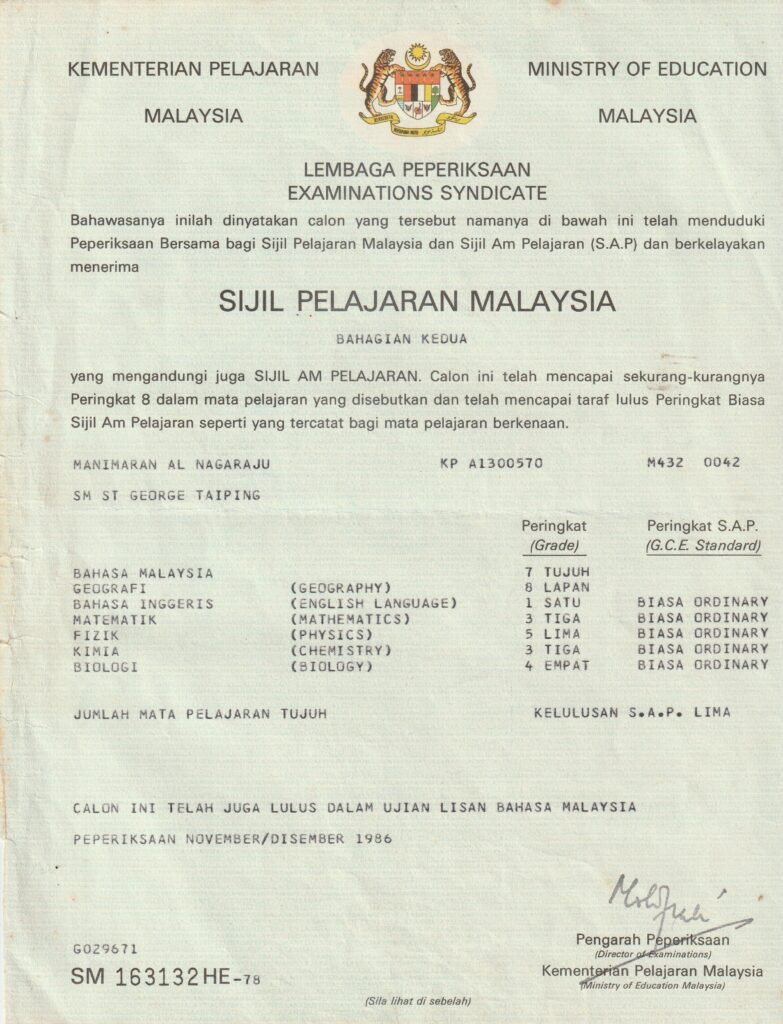 KEMENTERIAN PELAJARAN
MALAYSIA
MINISTRY OF EDUCATION
MALAYSIA
LEMBAGA PEPERIKSAAN
EXAMINATIONS SYNDICATE
Bahawasanya inilah dinyatakan calon yang tersebut namanya di bawah ini telah menduduki
Peperiksaan Bersama bagi Sijil Pelajaran Malaysia dan Sijil Am Pelajaran (S.A.P) dan berkelayakan
menerima
SIJIL PELAJARAN MALAYSIA
BAHAGIAN KEDUA
yang mengandungi juga SIJIL AM PELAJARAN. Calon ini telah mencapai sekurang-kurangnya
Peringkat 8 dalam mata pelajaran yang disebutkan dan telah mencapai taraf lulus Peringkat Biasa
Sijil Am Pelajaran seperti yang tercatat bagi mata pelajaran berkenaan.
MANIMARAN AL NAGARAJU KP A1300570 M432 0042
SM ST GEORGE TAIPING
Peringkat Peringkat S.A.P.
(Grade) (G.C.E. Standard)
BAHASA MALAYSIA 7 TUJUH
GEOGRAFI (GEOGRAPHY) 8 LAPAN
BAHASA INGGERIS (ENGLISH LANGUAGE) 1 SATU BIASA ORDINARY
MATEMATIK (MATHEMATICS) 3 TIGA BIASA ORDINARY
FIZIK (PHYSICS) 5 LIMA BIASA ORDINARY
KIMIA (CHEMISTRY) 3 TIGA BIASA ORDINARY
BIOLOGI (BIOLOGY) 4 EMPAT BIASA ORDINARY
JUMLAH MATA PELAJARAN TUJUH KELULUSAN S.A.P. LIMA
CALON INI TELAH JUGA LULUS DALAM UJIAN LISAN BAHASA MALAYSIA
PEPERIKSAAN NOVEMBER/DISEMBER 1986
Pengarah Peperiksaan
(Director of Examinations)
Kementerian Pelajaran Malaysia
(Ministry of Education Malaysia)
G029671
SM 163132HE-78
(Sila lihat di sebelah)